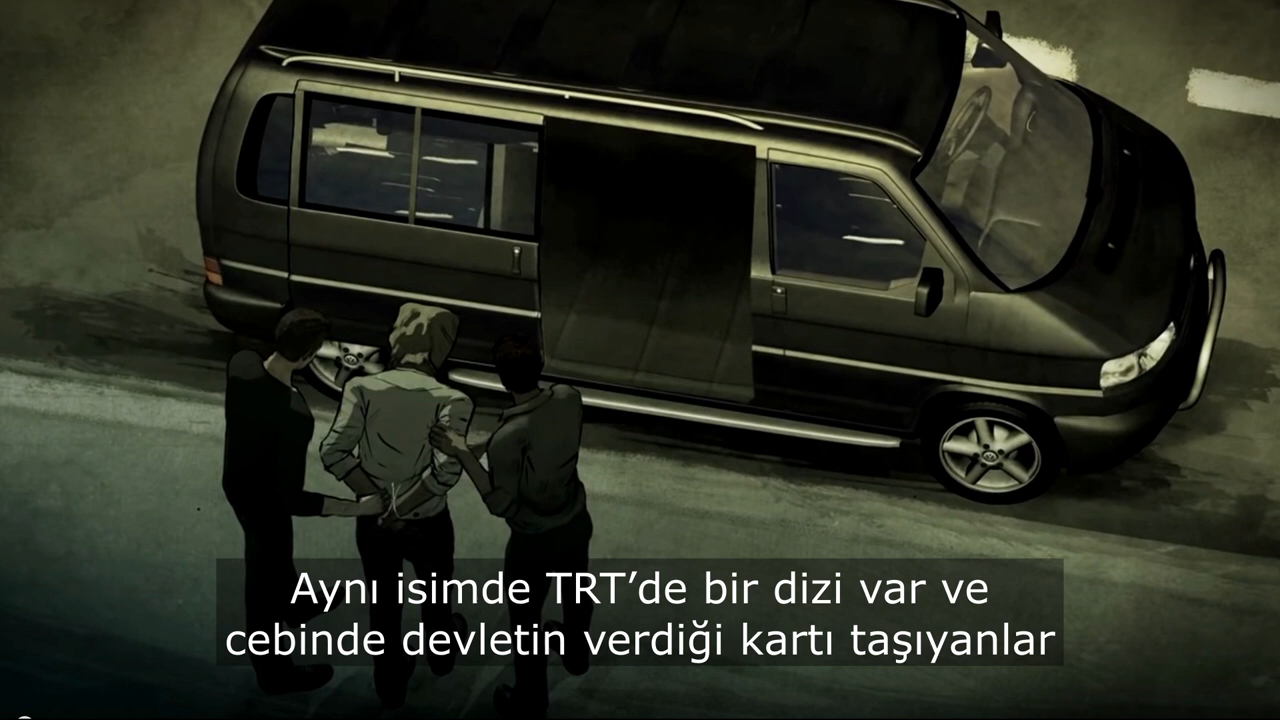 Aynı isimde TRT’de bir dizi var ve
cebinde devletin verdiği kartı taşıyanlar